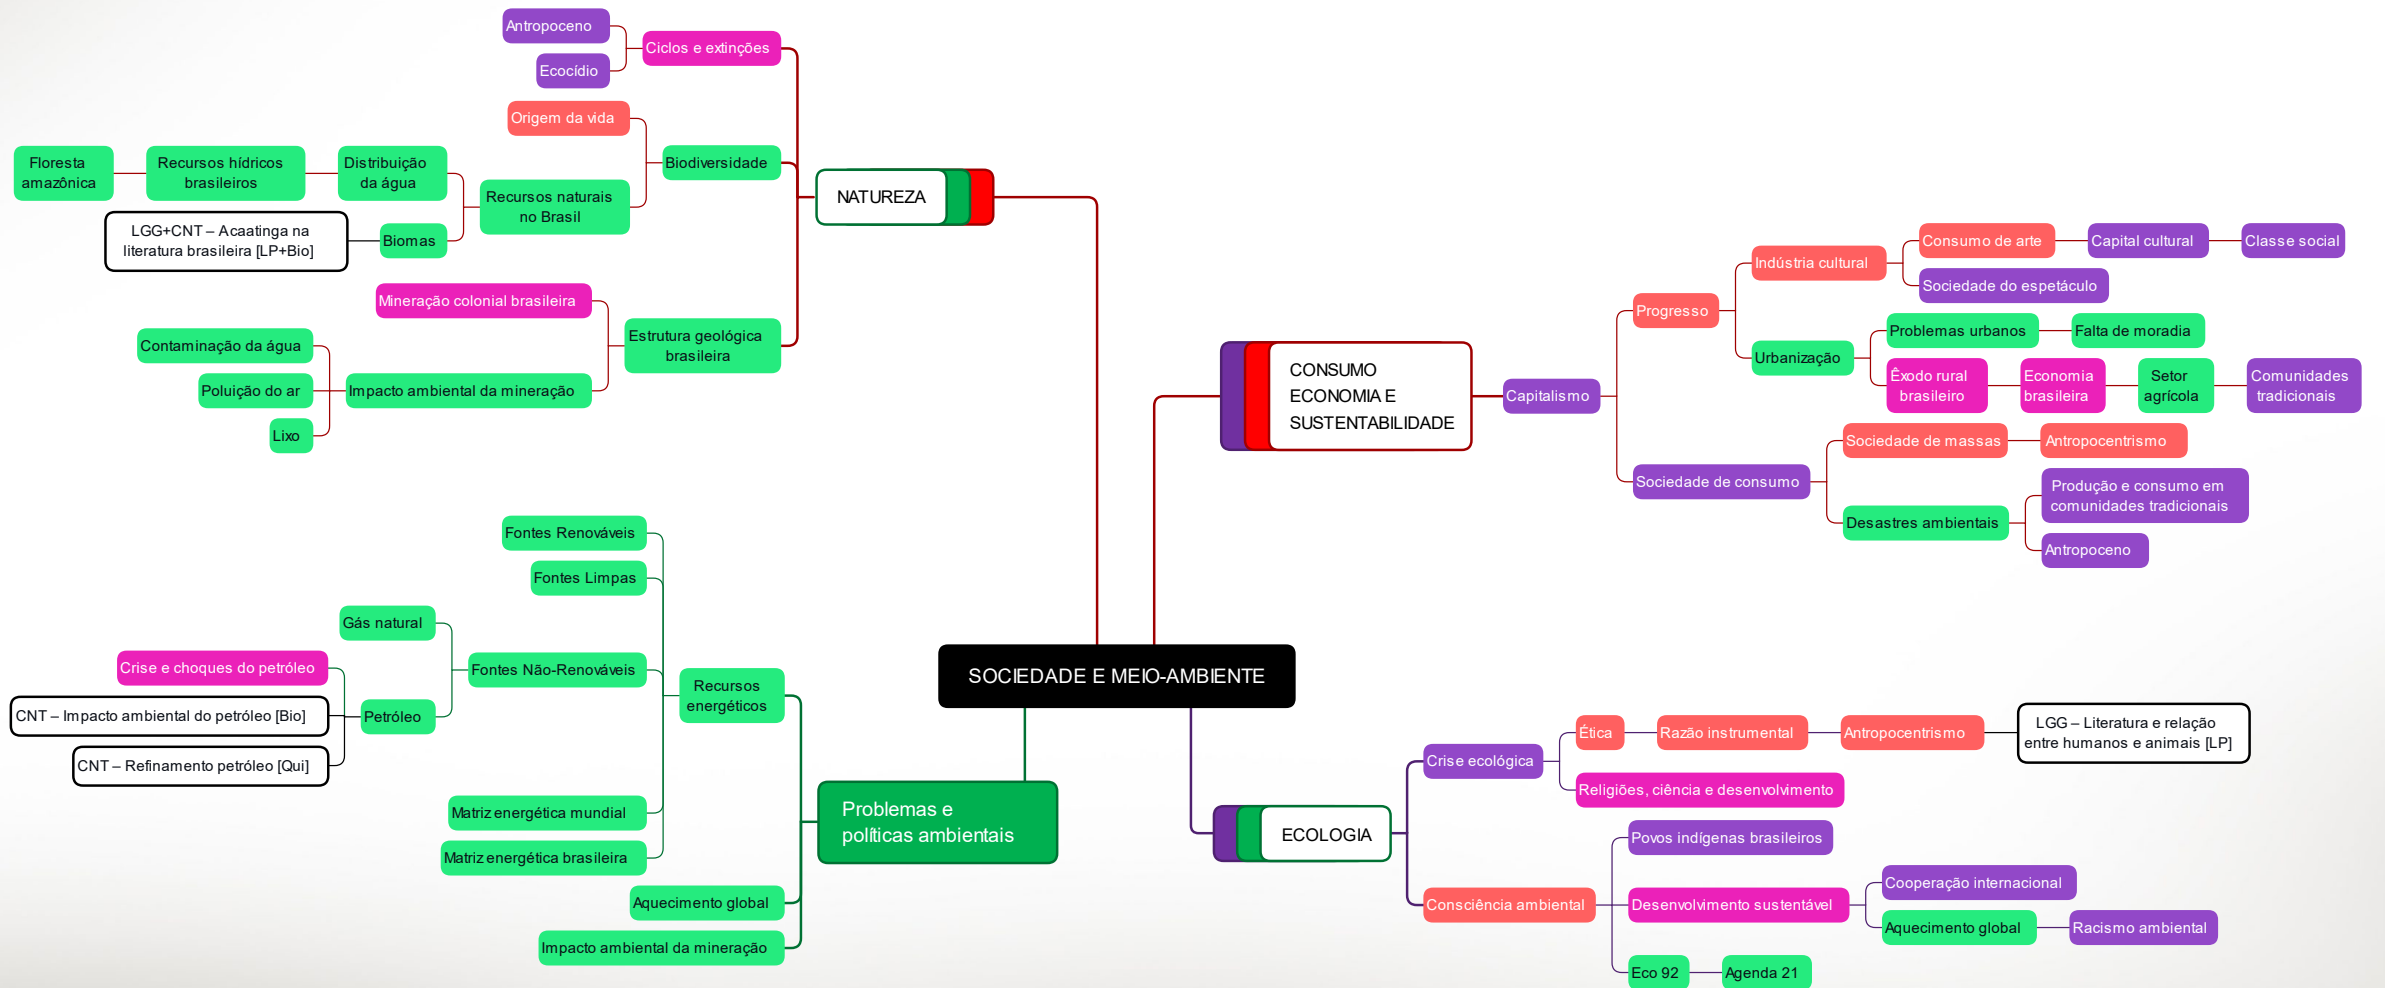 Antropoceno
Ciclos e extinções
Ecocídio
Origem da vida
Biodiversidade
Floresta
amazônica
Recursos hídricos
brasileiros
Distribuição
da água
Recursos naturais
no Brasil
NATUREZA
LGG+CNT – Acaatinga na
literatura brasileira [LP+Bio]
Biomas
Mineração colonial brasileira
Estrutura geológica
brasileira
Contaminação da água
Poluição do ar
Impacto ambiental da mineração
Lixo
CONSUMO
ECONOMIA E
SUSTENTABILIDADE
Capitalismo
Progresso
Indústria cultural
Consumo de arte
Capital cultural
Classe social
Sociedade do espetáculo
Urbanização
Problemas urbanos
Falta de moradia
Êxodo rural
brasileiro
Economia
brasileira
Setor
agrícola
Comunidades
tradicionais
Sociedade de consumo
Sociedade de massas
Antropocentrismo
Desastres ambientais
Produção e consumo em
comunidades tradicionais
Antropoceno
SOCIEDADE E MEIO-AMBIENTE
Fontes Renováveis
Fontes Limpas
Gás natural
Fontes Não-Renováveis
Recursos
energéticos
Crise e choques do petróleo
CNT – Impacto ambiental do petróleo [Bio]
Petróleo
CNT – Refinamento petróleo [Qui]
Matriz energética mundial
Matriz energética brasileira
Problemas e
políticas ambientais
Aquecimento global
Impacto ambiental da mineração
ECOLOGIA
Crise ecológica
Ética
Razão instrumental
Antropocentrismo
LGG – Literatura e relação
entre humanos e animais [LP]
Religiões, ciência e desenvolvimento
Consciência ambiental
Povos indígenas brasileiros
Desenvolvimento sustentável
Cooperação internacional
Aquecimento global
Racismo ambiental
Eco 92
Agenda 21